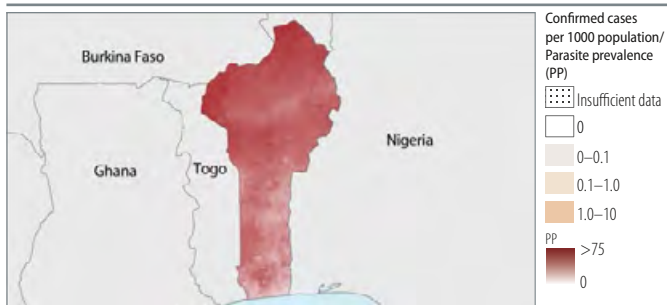 Confirmed cases
per 1000 population/
Parasite prevalence
(PP)
Insufficient data
0
0–0.1
0.1–1.0
1.0–10
PP
>75
0
Burkina Faso
Ghana
Togo
Nigeria